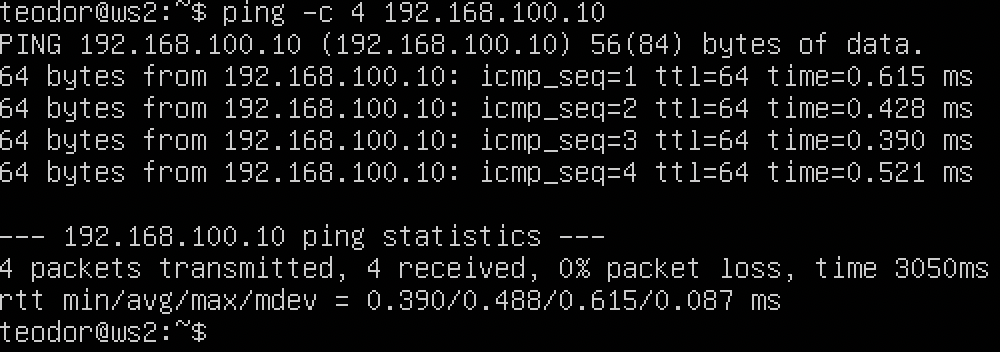 teodor@ws2:~$ ping -c 4 192.168.100.10
PING 192.168.100.10 (192.168.100.10) 56(84) bytes of data.
64 bytes from 192.168.100.10: icmp_seq=1 ttl=64 time=0.615 ms
64 bytes from 192.168.100.10: icmp_seq=2 ttl=64 time=0.428 ms
64 bytes from 192.168.100.10: icmp_seq=3 ttl=64 time=0.390 ms
64 bytes from 192.168.100.10: icmp_seq=4 ttl=64 time=0.521 ms

--- 192.168.100.10 ping statistics ---
4 packets transmitted, 4 received, 0% packet loss, time 3050ms
rtt min/avg/max/mdev = 0.390/0.488/0.615/0.087 ms
teodor@ws2:~$